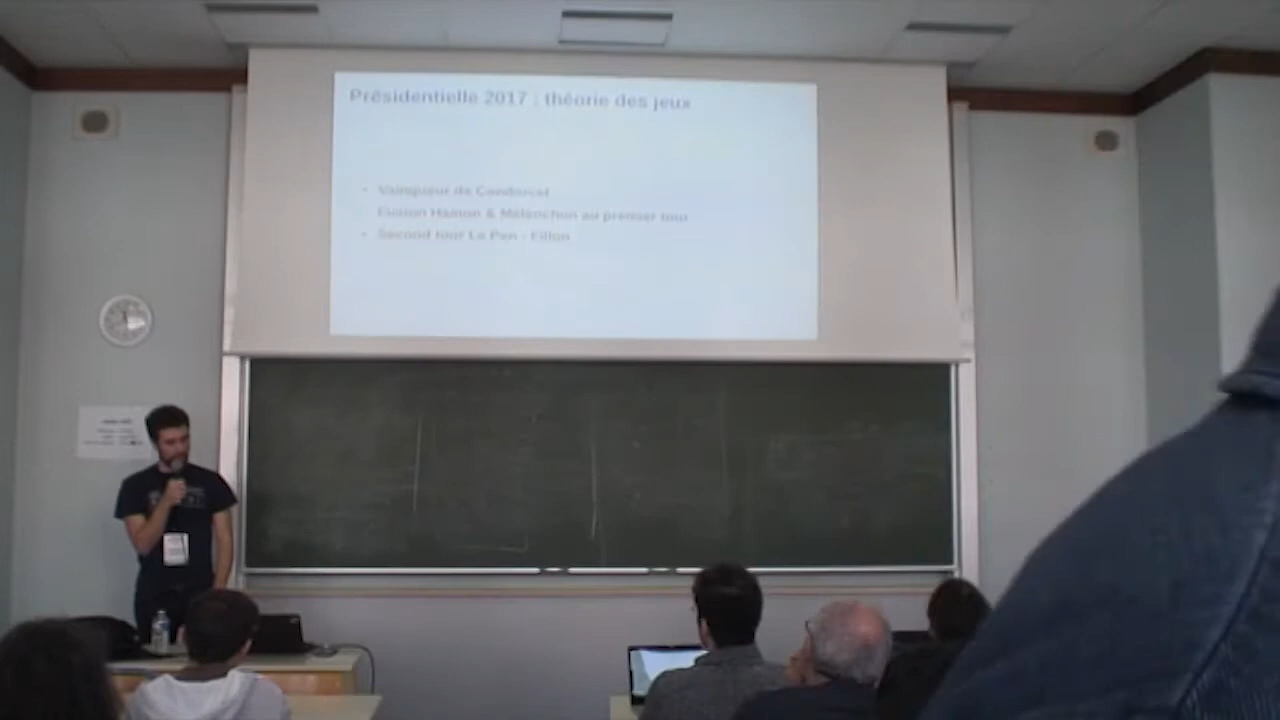 Présidentielle 2017 : théorie des jeux
Vainqueur de Condorcet
Fusion Hamon & Mélenchon au premier tour
Second tour Le Pen - Fillon